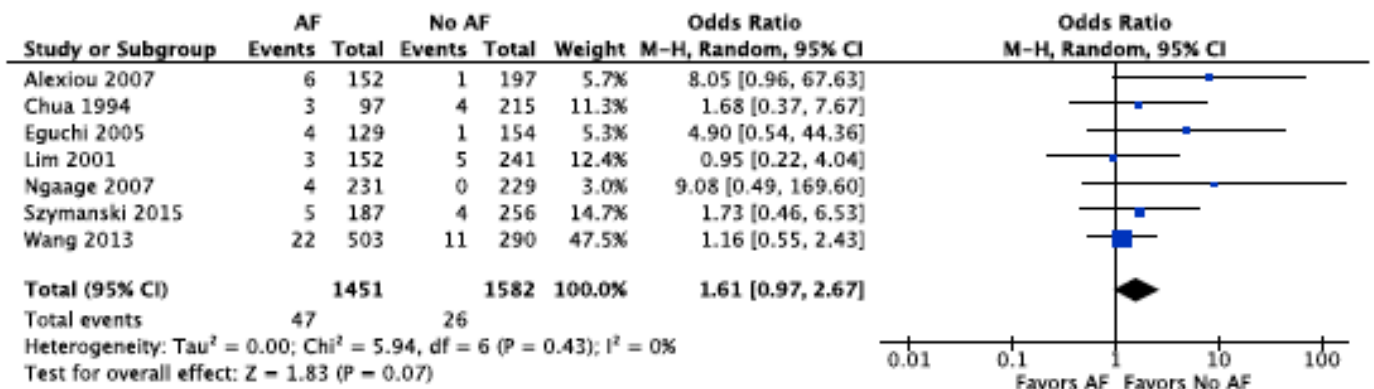 AF No AF Odds Ratio Odds Ratio
Study or Subgroup Events Total Events Total Weight M-H, Random, 95% CI M-H, Random, 95% CI
Alexiou 2007 6 152 1 197 5.7% 8.05 [0.96, 67.63]
Chua 1994 3 97 4 215 11.3% 1.68 [0.37, 7.67]
Eguchi 2005 4 129 1 154 5.3% 4.90 [0.54, 44.36]
Lim 2001 3 152 5 241 12.4% 0.95 [0.22, 4.04]
Ngaage 2007 4 231 0 229 3.0% 9.08 [0.49, 169.60]
Szymanski 2015 5 187 4 256 14.7% 1.73 [0.46, 6.53]
Wang 2013 22 503 11 290 47.5% 1.16 [0.55, 2.43]
Total (95% CI) 1451 1582 100.0% 1.61 [0.97, 2.67]
Total events 47 26
Heterogeneity: Tau² = 0.00; Chi² = 5.94, df = 6 (P = 0.43); I² = 0%
Test for overall effect: Z = 1.83 (P = 0.07)
0.01 0.1 1 10 100
Favors AF Favors No AF